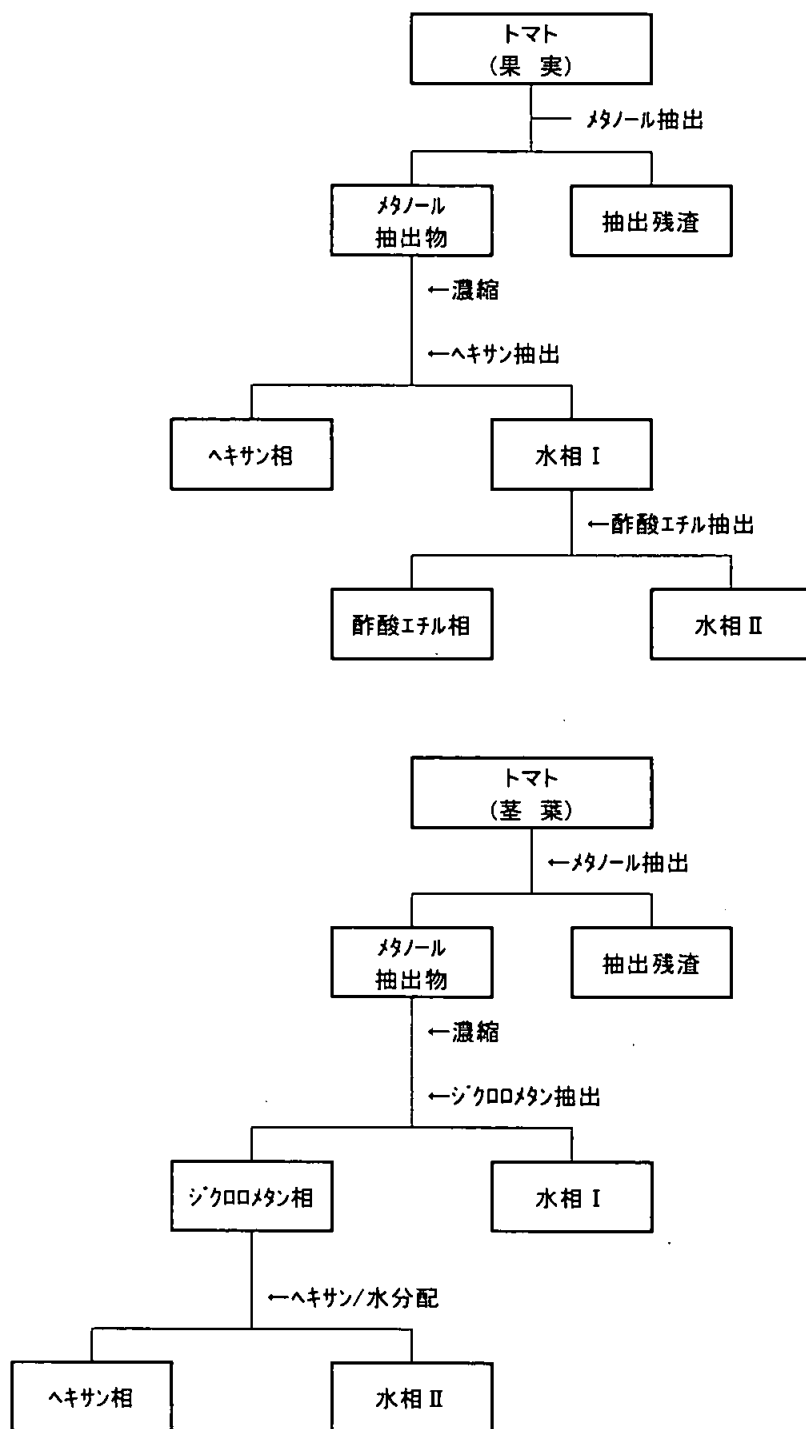 トマト
(果 実)
メタノール抽出
メタノール
抽出物
抽出残渣
←濃縮
←ヘキサン抽出
ヘキサン相
水相 Ⅰ
←酢酸エチル抽出
酢酸エチル相
水相 Ⅱ
トマト
(茎 葉)
←メタノール抽出
メタノール
抽出物
抽出残渣
←濃縮
←ジクロロメタン抽出
ジクロロメタン相
水相 Ⅰ
←ヘキサン/水分配
ヘキサン相
水相 Ⅱ